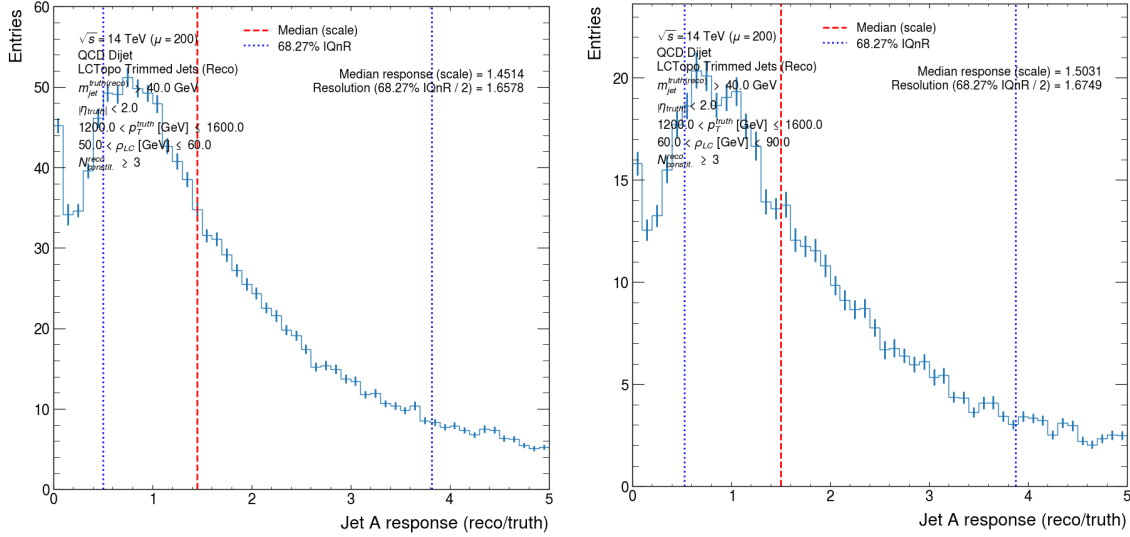 60
50
40
30
20
10
0
Entries
√s = 14 TeV (μ = 200)
QCD Dijet
LCTopo Trimmed Jets (Reco)
m_jet^truth(reco) > 40.0 GeV
|η_truth| < 2.0
1200.0 < p_T^truth [GeV] ≤ 1600.0
50.0 < ρ_LC [GeV] ≤ 60.0
N_constit.^reco ≥ 3
Median (scale)
68.27% IQnR
Median response (scale) = 1.4514
Resolution (68.27% IQnR / 2) = 1.6578
0 1 2 3 4 5
Jet A response (reco/truth)
20
15
10
5
0
Entries
√s = 14 TeV (μ = 200)
QCD Dijet
LCTopo Trimmed Jets (Reco)
m_jet^truth(reco) > 40.0 GeV
|η_truth| < 2.0
1200.0 < p_T^truth [GeV] ≤ 1600.0
60.0 < ρ_LC [GeV] ≤ 90.0
N_constit.^reco ≥ 3
Median (scale)
68.27% IQnR
Median response (scale) = 1.5031
Resolution (68.27% IQnR / 2) = 1.6749
0 1 2 3 4 5
Jet A response (reco/truth)